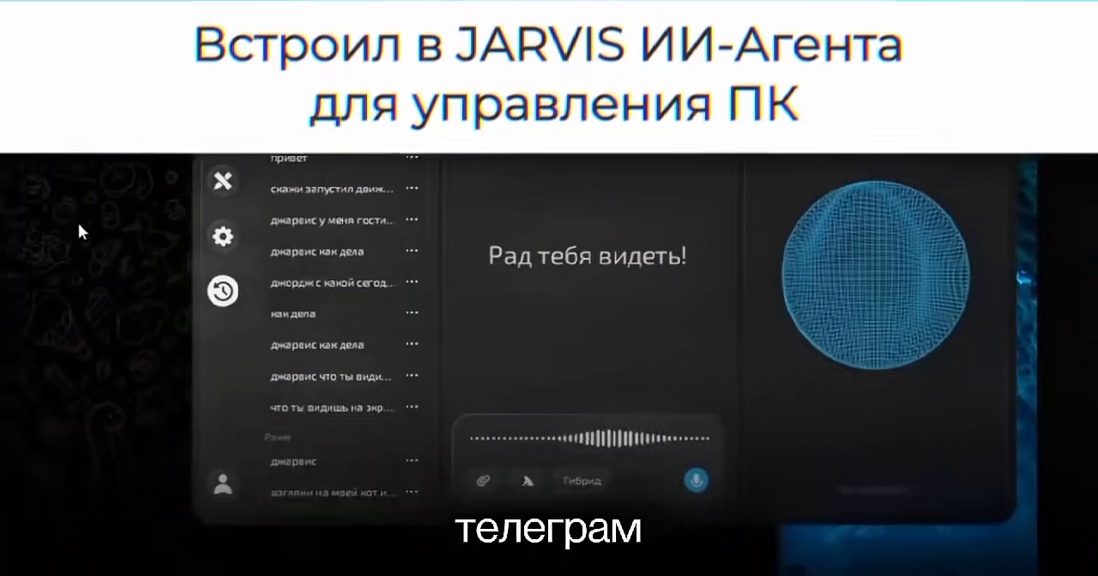 Встроил в JARVIS ИИ-Агента
для управления ПК
привет
скажи запустил движ...
джарвис у меня гости...
джарвис как дела
джордж с какой сегод...
как дела
джарвис как дела
джарвис что ты види...
что ты видишь на экр...
Ранее
джарвис
взгляни на мой кот и...
Рад тебя видеть!
Гибрид
телеграм